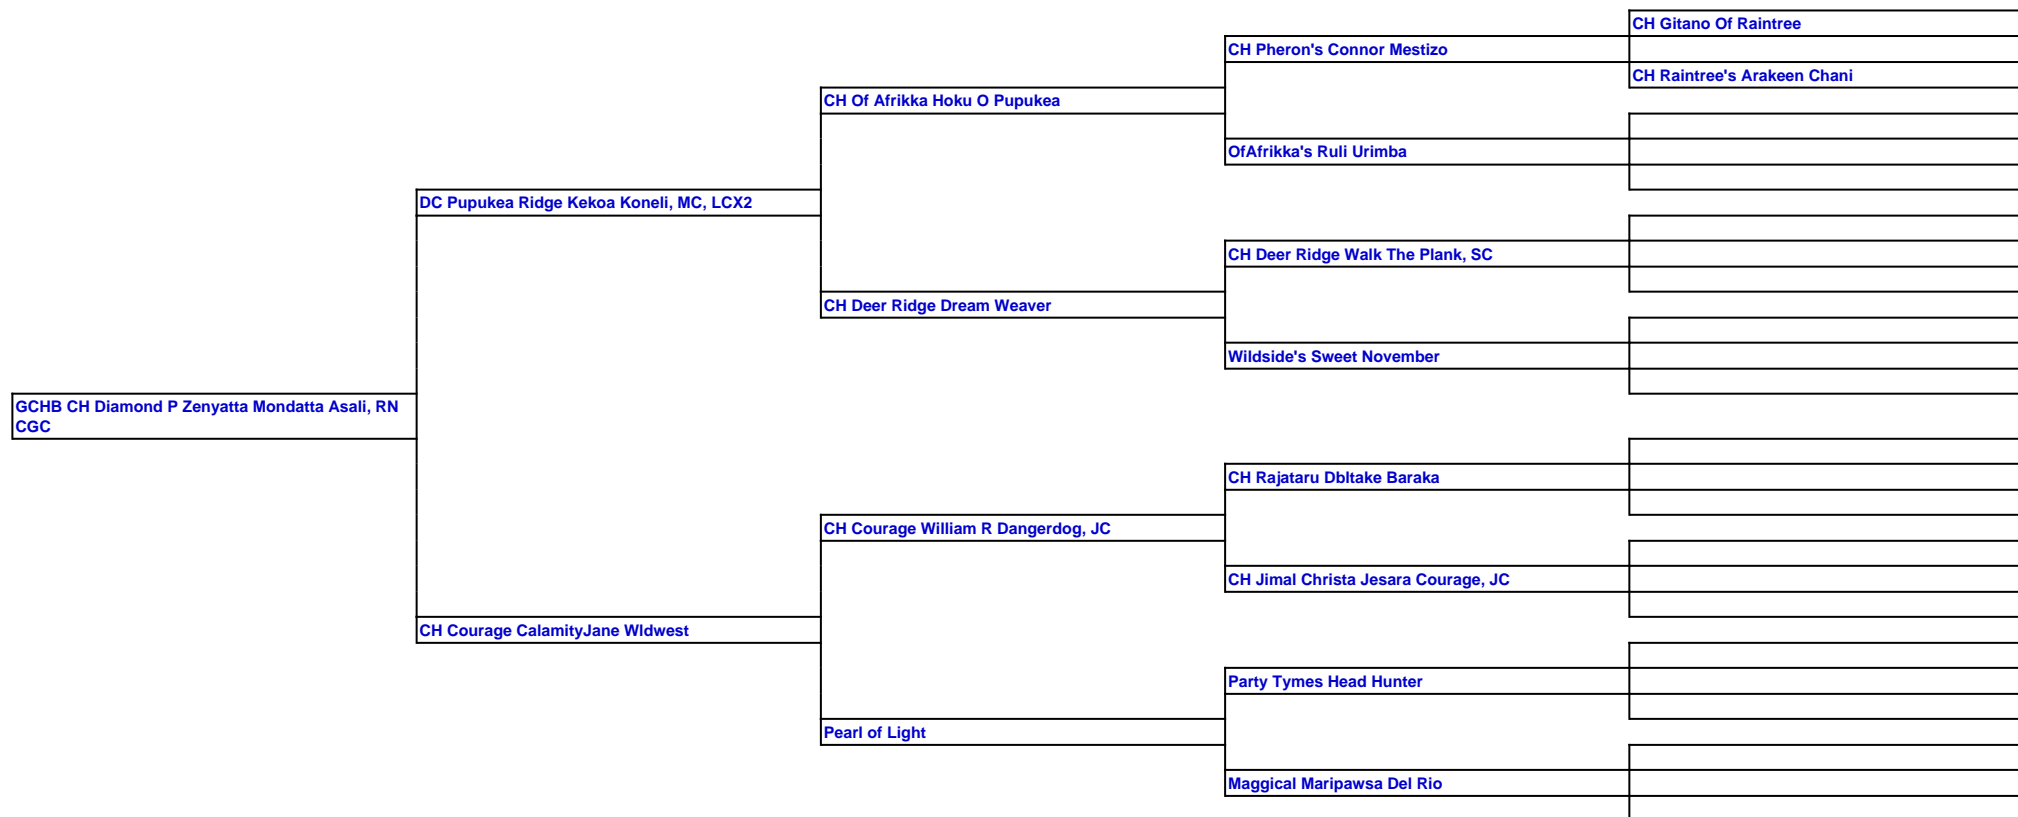 CH Gitano Of Raintree
CH Pheron's Connor Mestizo
CH Raintree's Arakeen Chani
CH Of Afrikka Hoku O Pupukea
OfAfrikka's Ruli Urimba
DC Pupukea Ridge Kekoa Koneli, MC, LCX2
CH Deer Ridge Walk The Plank, SC
CH Deer Ridge Dream Weaver
Wildside's Sweet November
GCHB CH Diamond P Zenyatta Mondatta Asali, RN
CGC
CH Rajataru Dbltake Baraka
CH Courage William R Dangerdog, JC
CH Jimal Christa Jesara Courage, JC
CH Courage CalamityJane Wldwest
Party Tymes Head Hunter
Pearl of Light
Maggical Maripawsa Del Rio